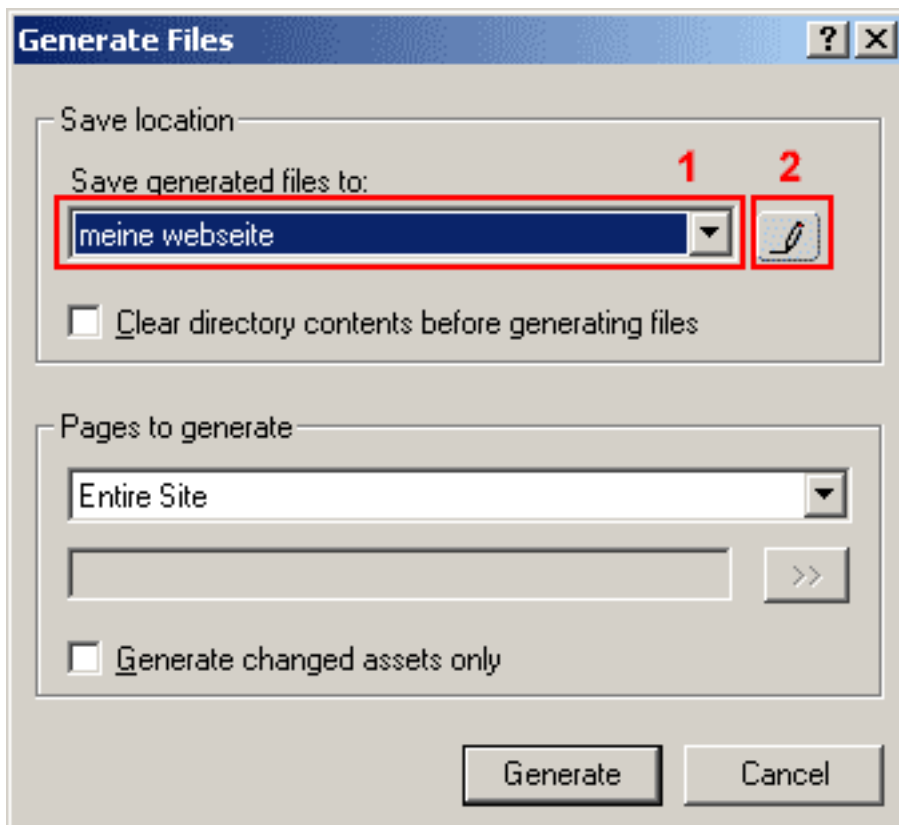 Generate Files
Save location
Save generated files to:
1
2
meine webseite
Clear directory contents before generating files
Pages to generate
Entire Site
>>
Generate changed assets only
Generate
Cancel